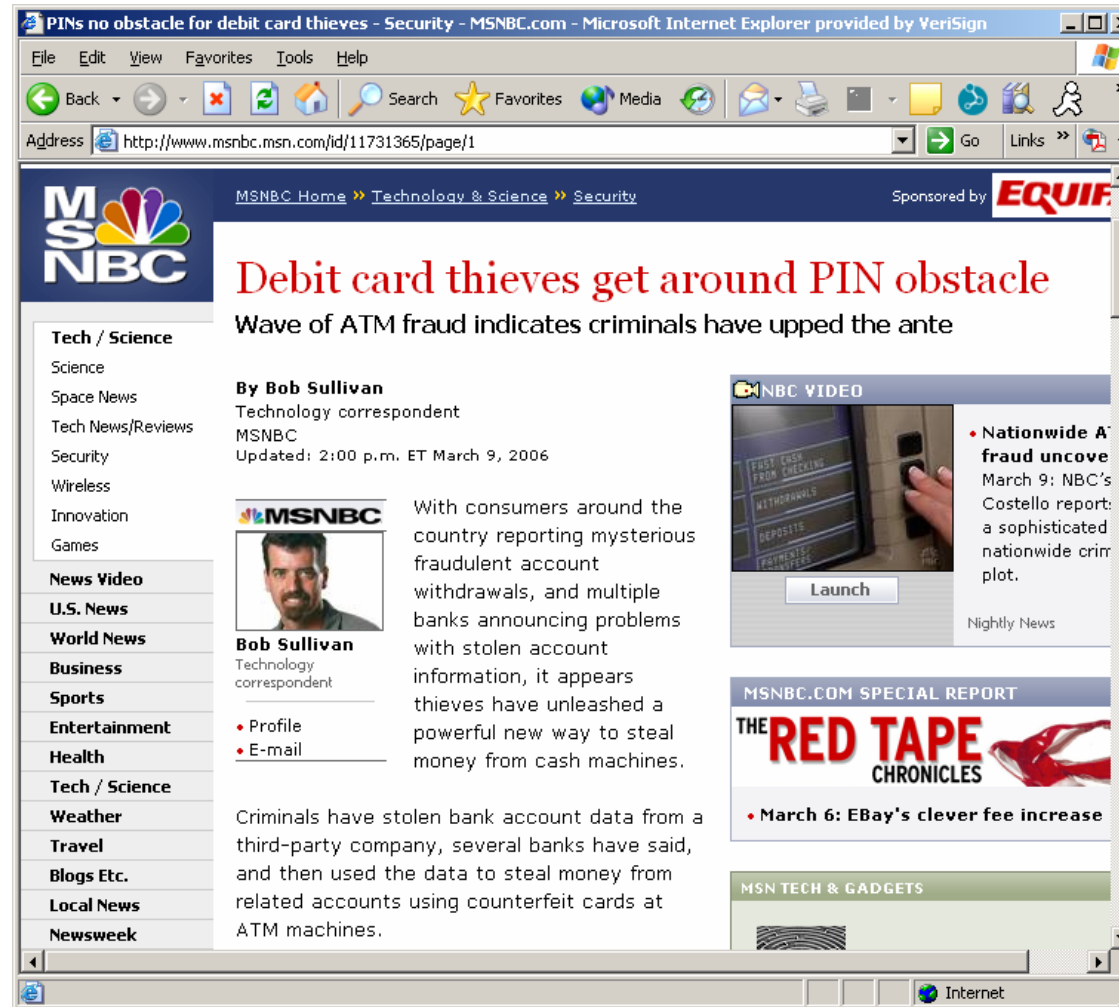 PINs no obstacle for debit card thieves - Security - MSNBC.com - Microsoft Internet Explorer provided by VeriSign
File Edit View Favorites Tools Help
Back Search Favorites Media
Address http://www.msnbc.msn.com/id/11731365/page/1 Go Links »
MSNBC
MSNBC Home » Technology & Science » Security
Sponsored by
Debit card thieves get around PIN obstacle
Wave of ATM fraud indicates criminals have upped the ante
Tech / Science
Science
Space News
Tech News/Reviews
Security
Wireless
Innovation
Games
News Video
U.S. News
World News
Business
Sports
Entertainment
Health
Tech / Science
Weather
Travel
Blogs Etc.
Local News
Newsweek
By Bob Sullivan
Technology correspondent
MSNBC
Updated: 2:00 p.m. ET March 9, 2006
MSNBC
Bob Sullivan
Technology
correspondent
• Profile
• E-mail
With consumers around the
country reporting mysterious
fraudulent account
withdrawals, and multiple
banks announcing problems
with stolen account
information, it appears
thieves have unleashed a
powerful new way to steal
money from cash machines.
Criminals have stolen bank account data from a
third-party company, several banks have said,
and then used the data to steal money from
related accounts using counterfeit cards at
ATM machines.
NBC VIDEO
FAST CASH
FROM CHECKING
WITHDRAWALS
DEPOSITS
PAYMENTS/
TRANSFERS
Launch
• Nationwide
fraud
March 9: NBC's
Costello
a sophisticated
nationwide
plot.
Nightly News
MSNBC.COM SPECIAL REPORT
THE RED TAPE
CHRONICLES
• March 6: EBay's clever fee increase
MSN TECH & GADGETS
Internet